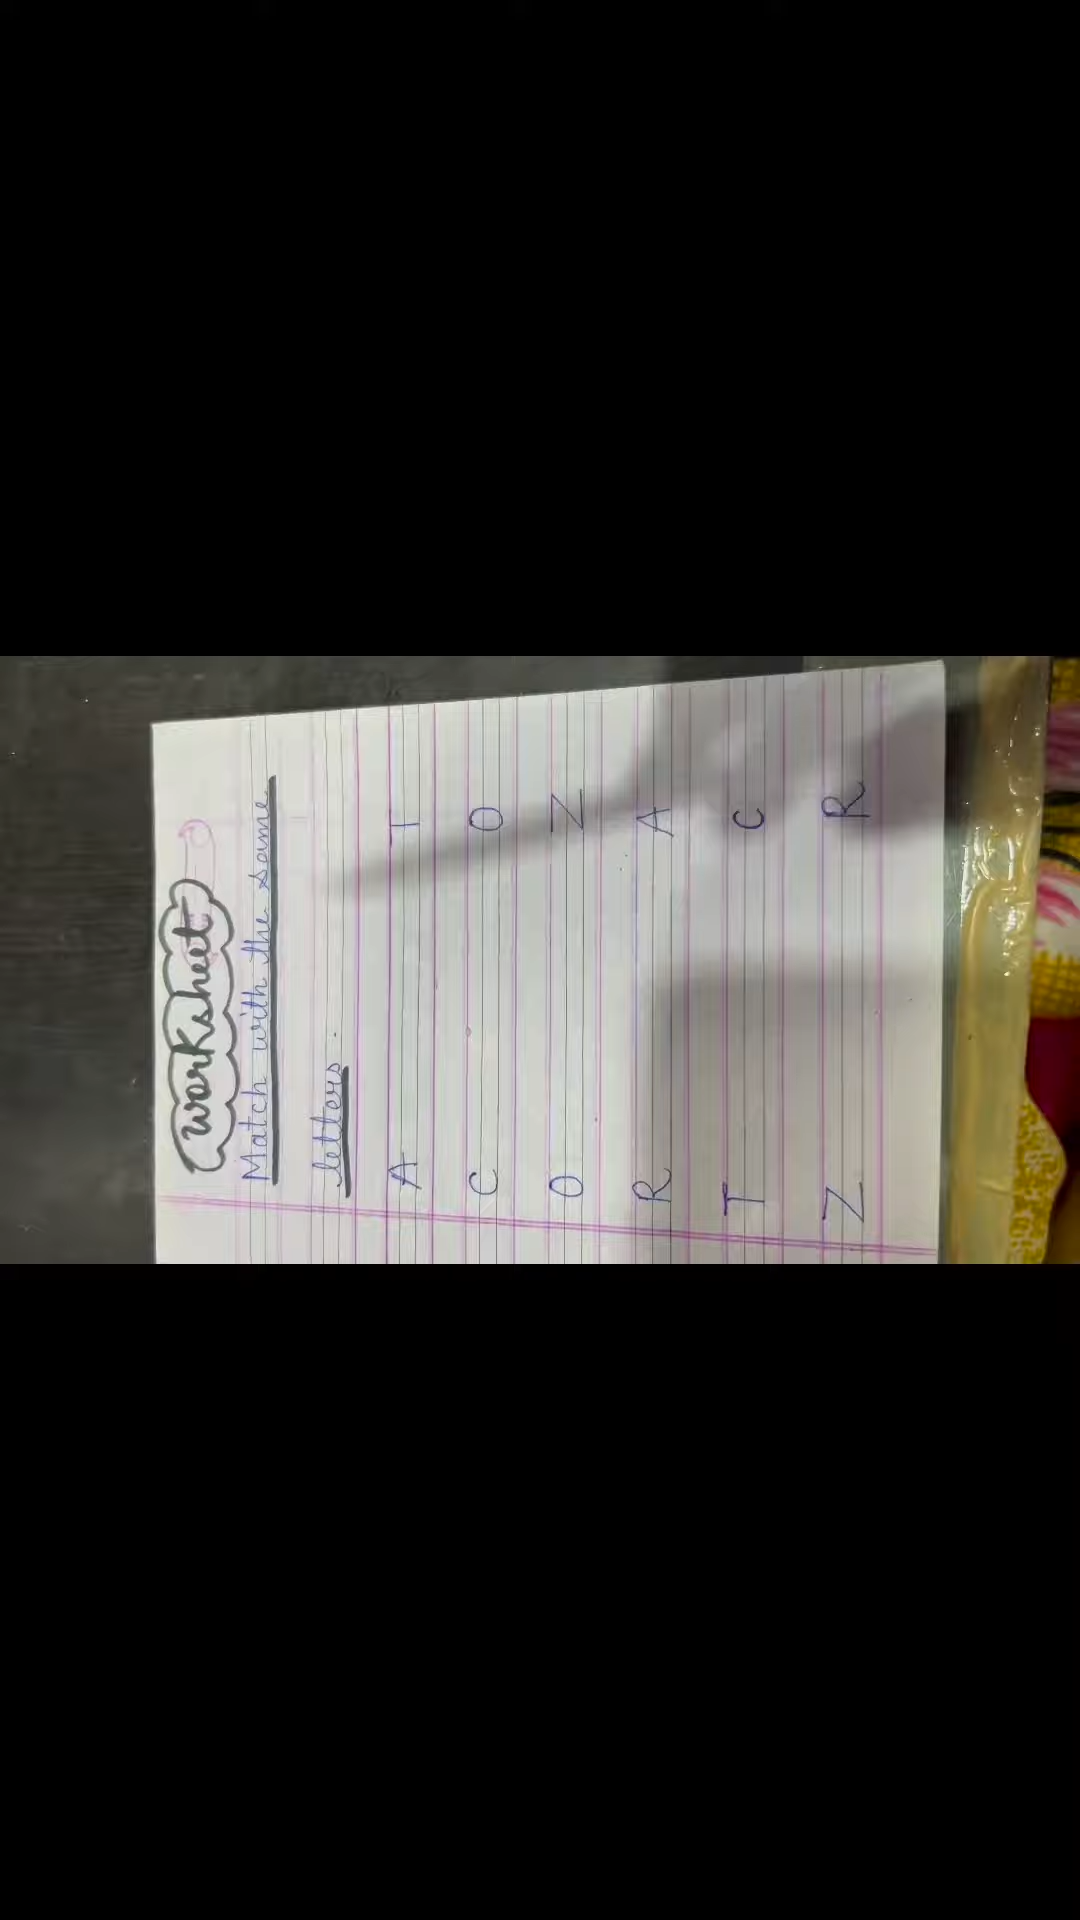 Worksheet
Match with the same
letters.
A T
C O
O Z
R A
T C
Z R